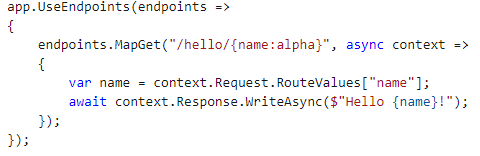 app.UseEndpoints(endpoints =>
{
    endpoints.MapGet("/hello/{name:alpha}", async context =>
    {
        var name = context.Request.RouteValues["name"];
        await context.Response.WriteAsync($"Hello {name}!");
    });
});